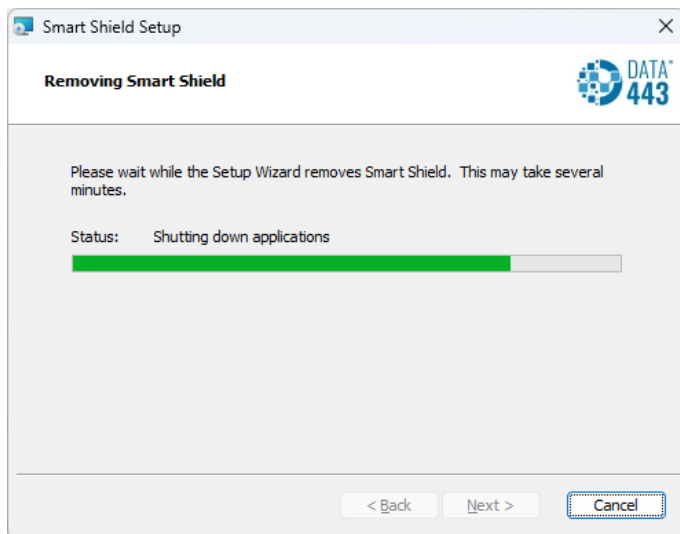 Smart Shield Setup
Removing Smart Shield
DATA™
443
Please wait while the Setup Wizard removes Smart Shield. This may take several
minutes.
Status: Shutting down applications
< Back Next > Cancel